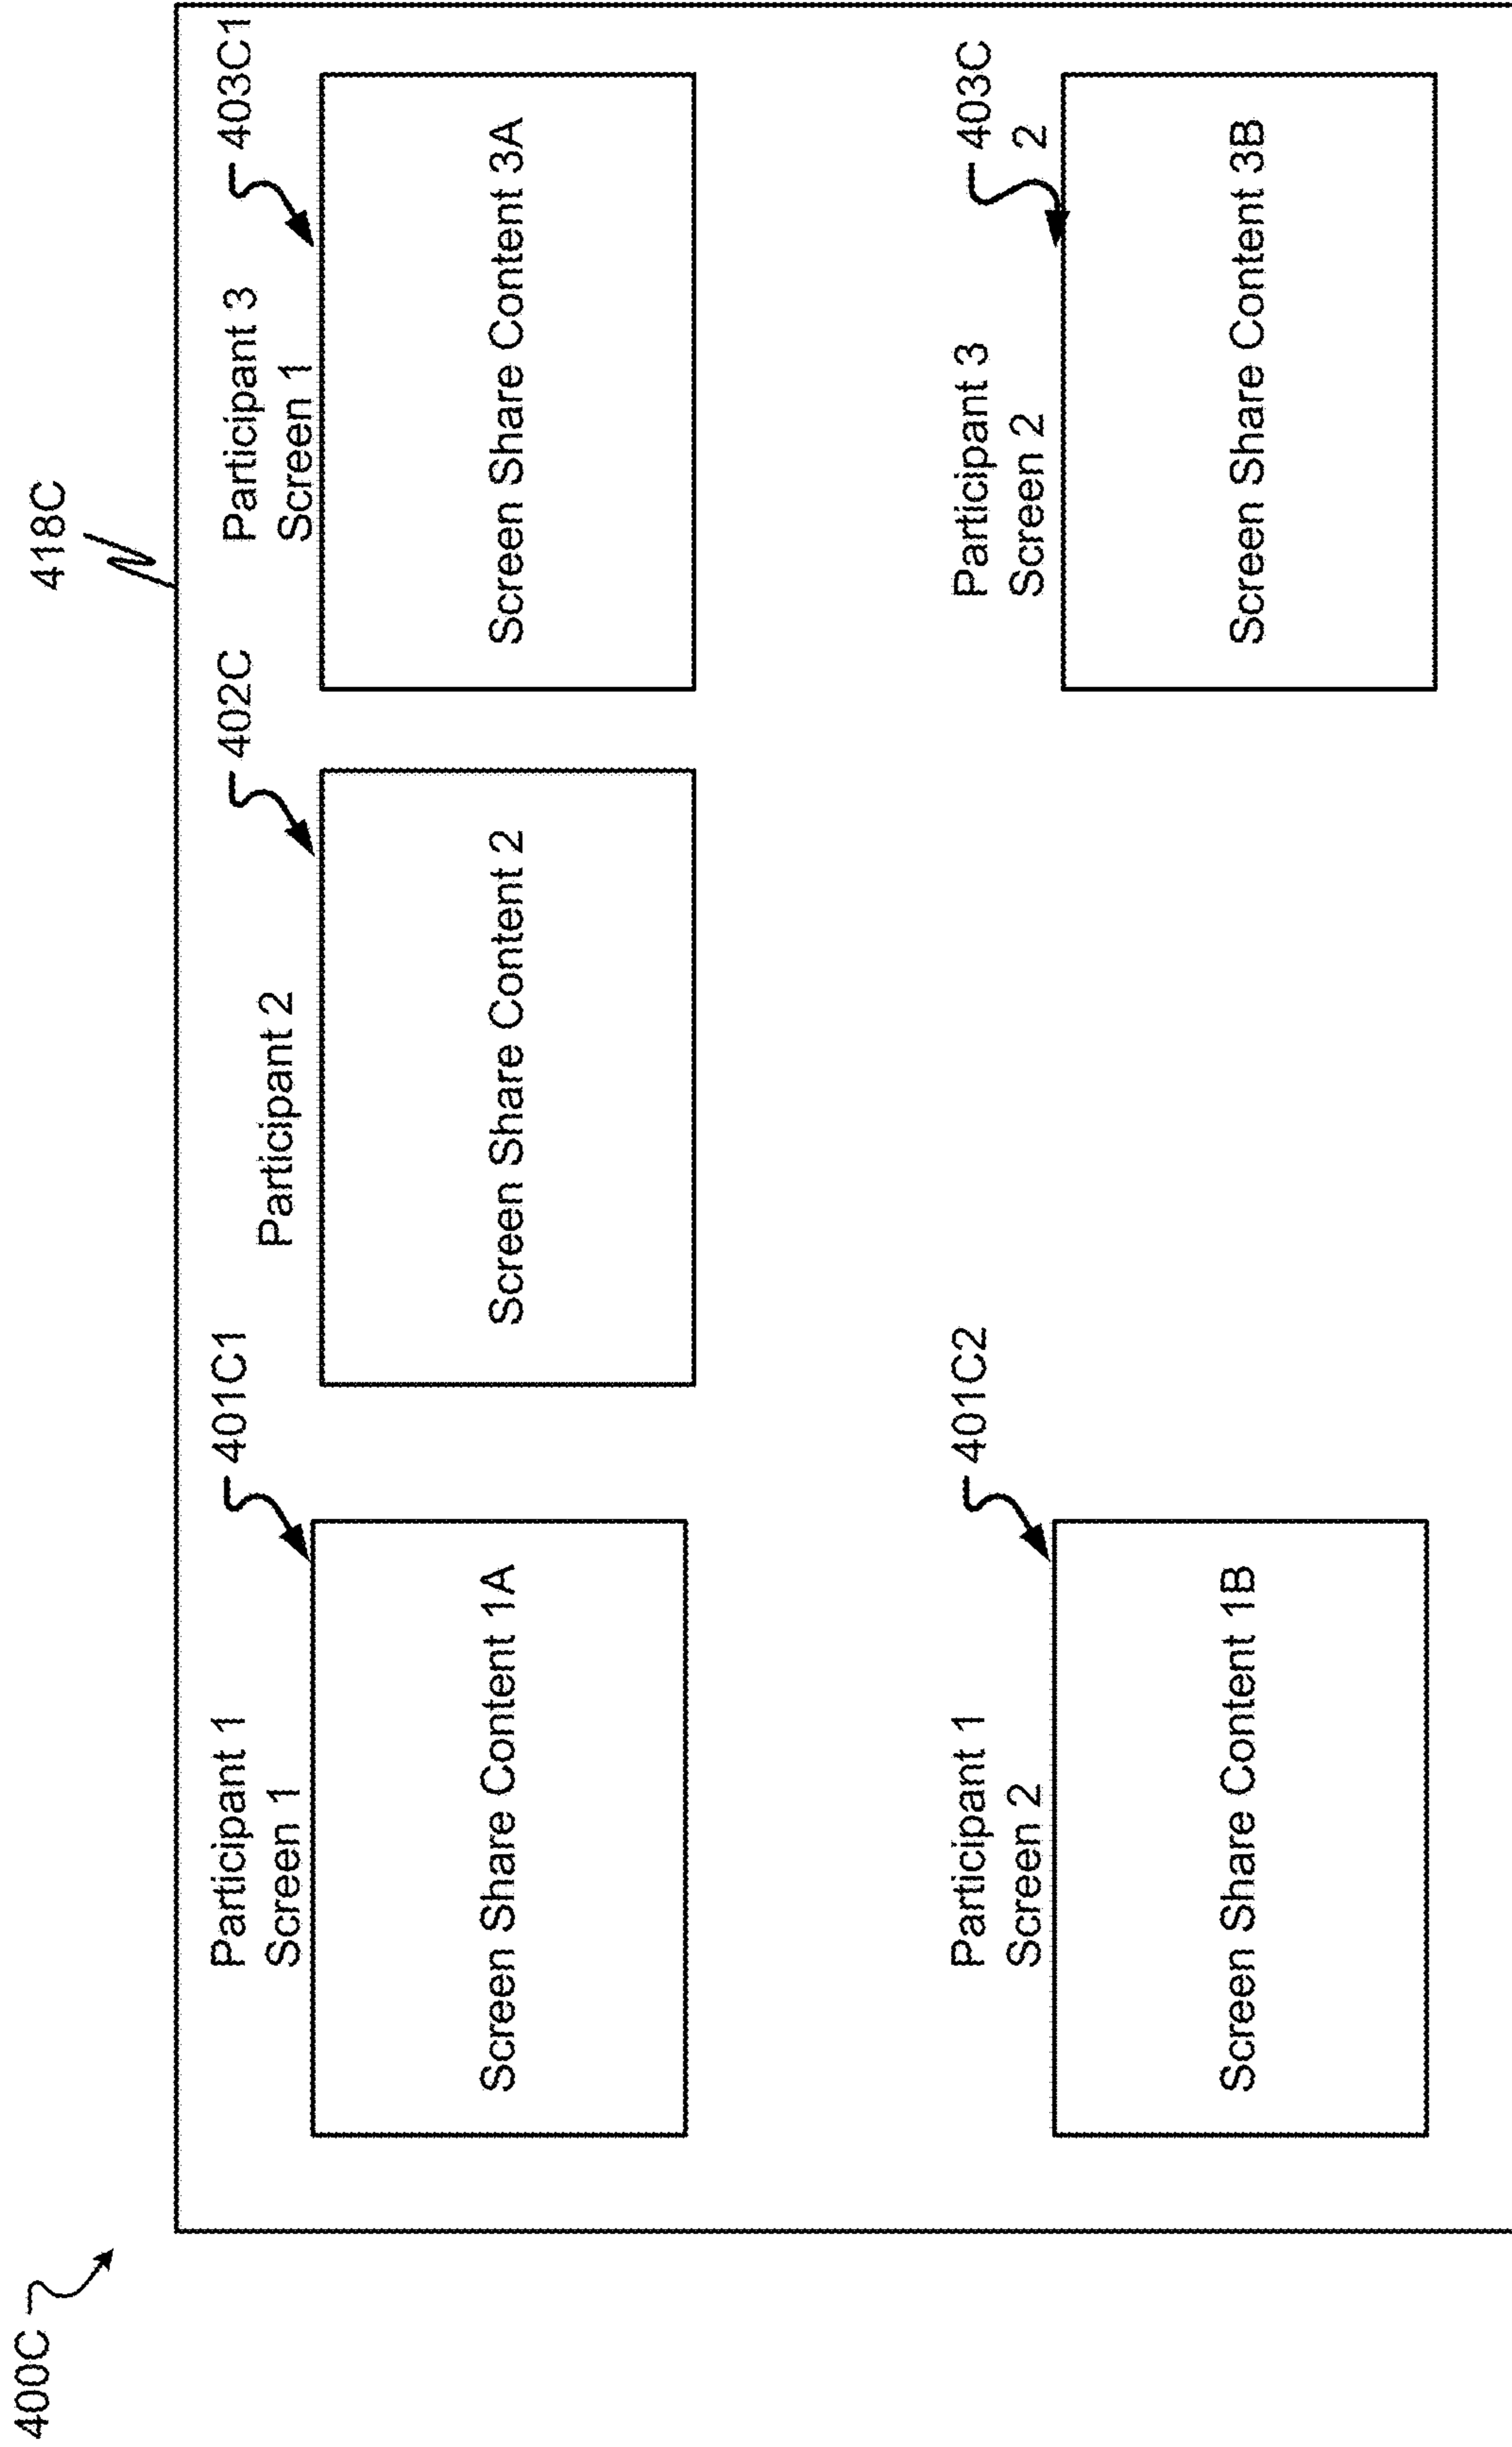 400C
418C
Participant 1
Screen 1
401C1
Screen Share Content 1A
Participant 2
402C
Screen Share Content 2
Participant 3
Screen 1
403C1
Screen Share Content 3A
Participant 1
Screen 2
401C2
Screen Share Content 1B
Participant 3
Screen 2
403C
2
Screen Share Content 3B